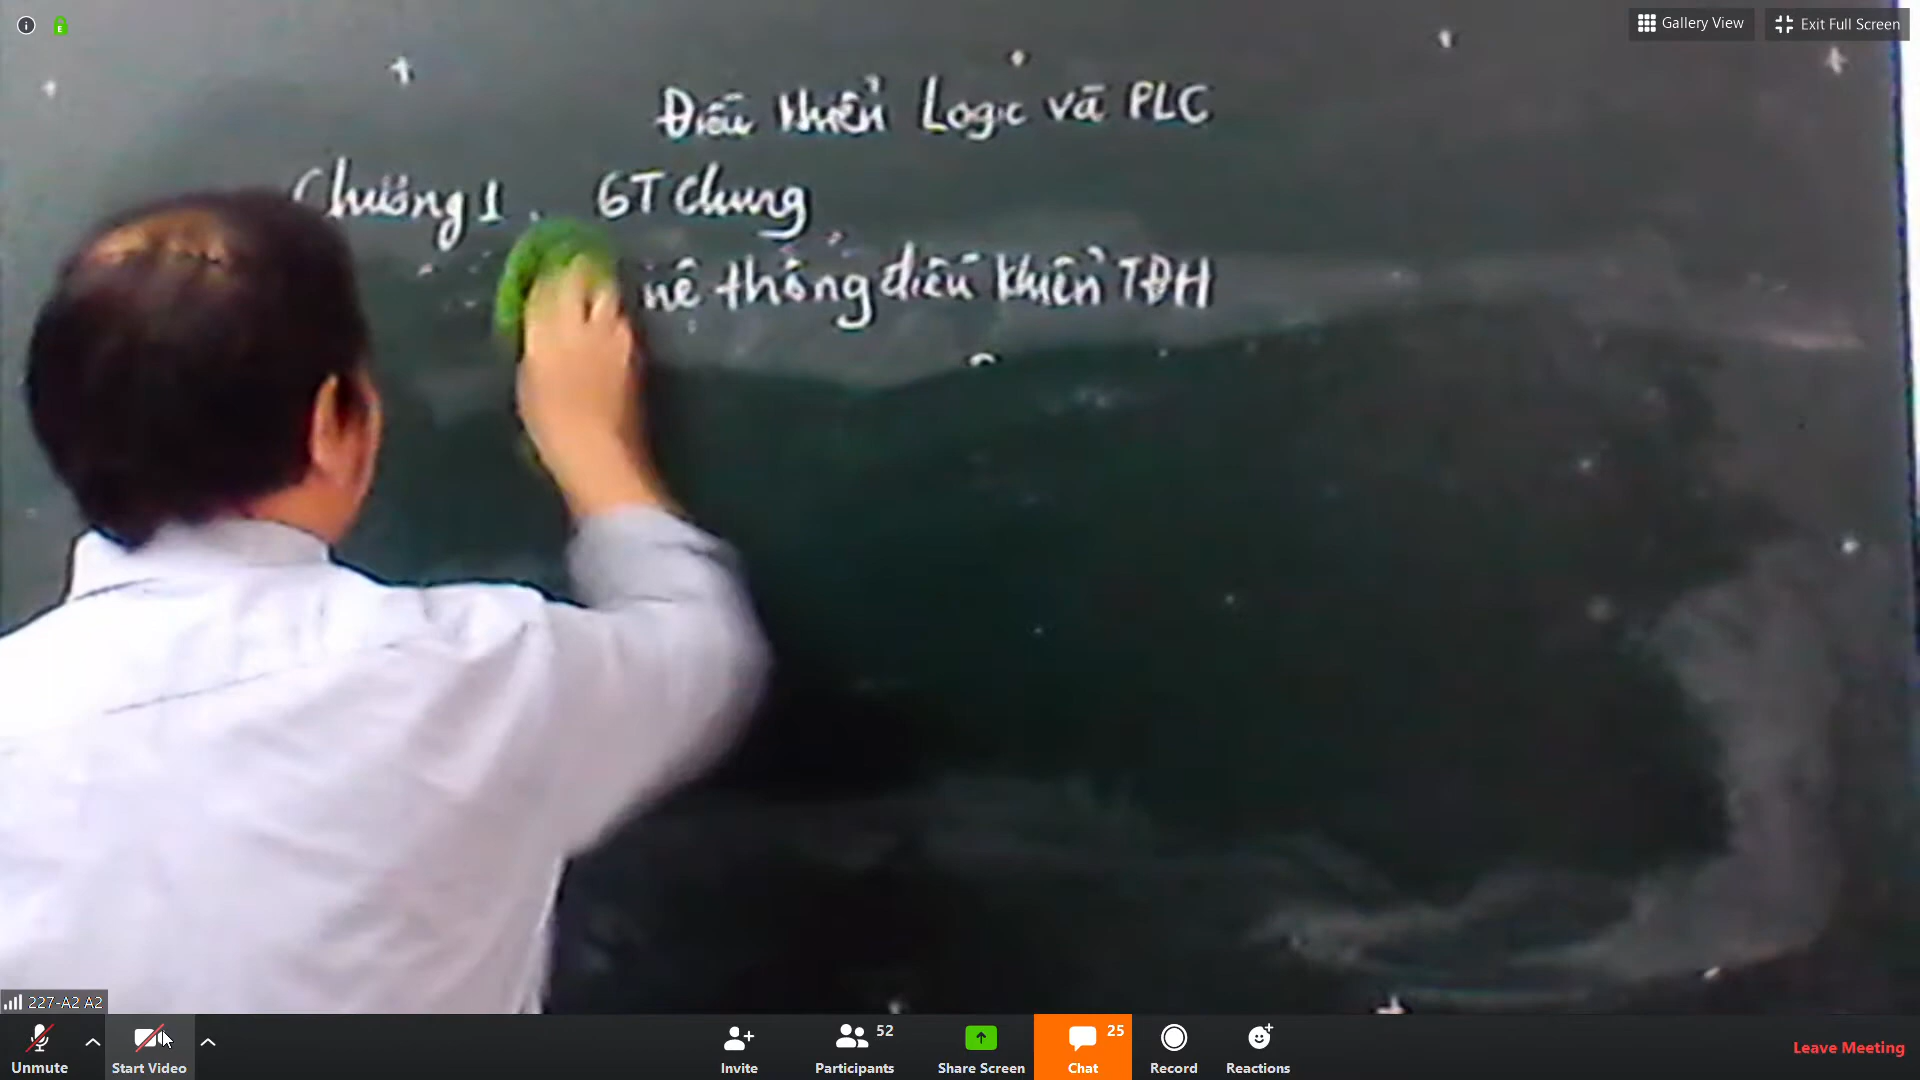 Gallery View
Exit Full Screen
Điều khiển Logic và PLC
Chương 1. GT chung
hệ thống điều khiển TĐH
227-A2 A2
Unmute
Start Video
Invite
Participants 52
Share Screen
Chat 25
Record
Reactions
Leave Meeting